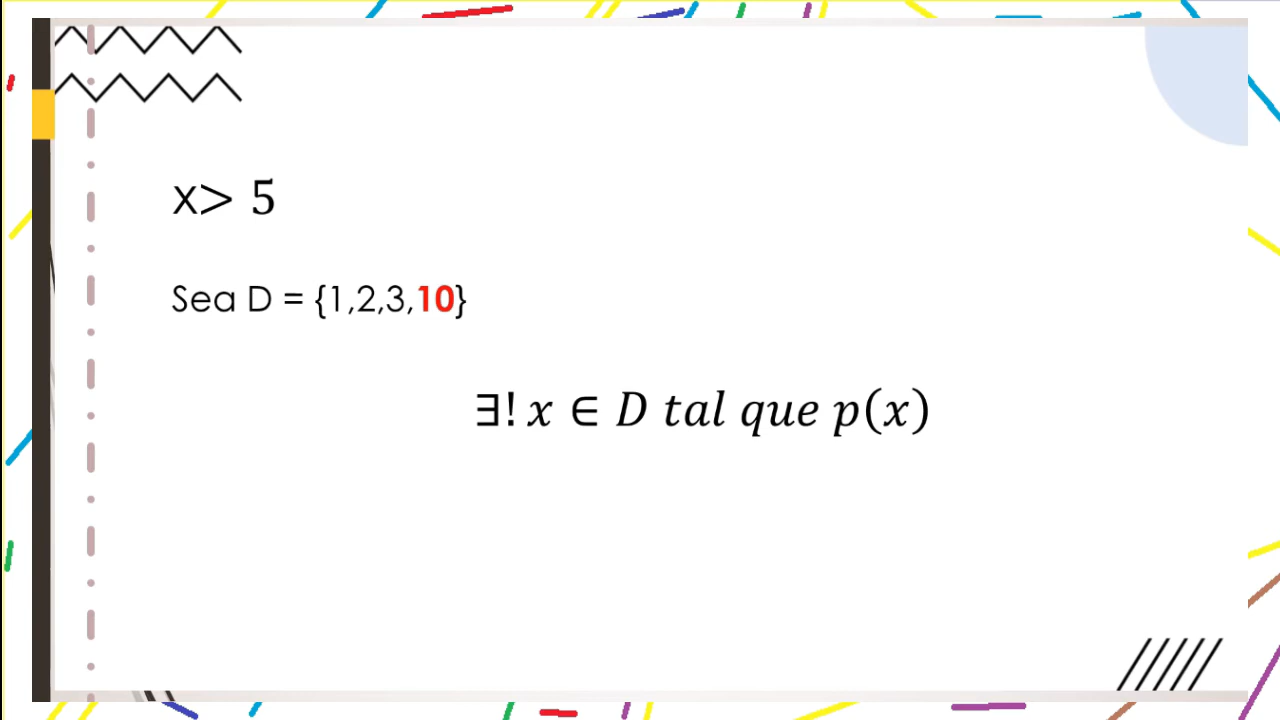 x> 5
Sea D = {1,2,3,10}
∃! x ∈ D tal que p(x)